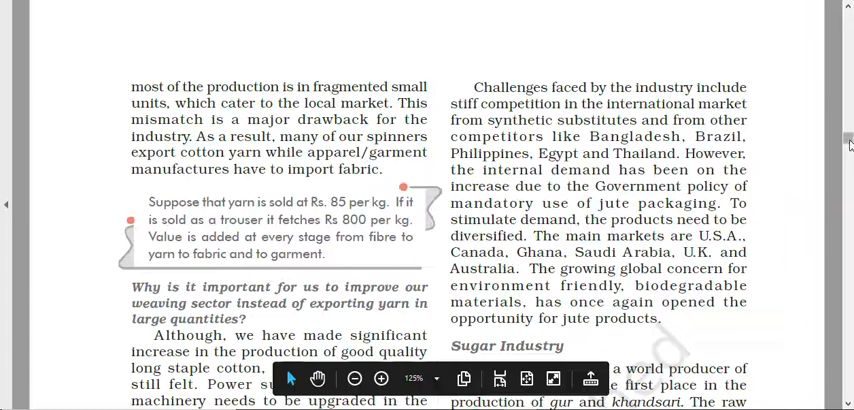 most of the production is in fragmented small
units, which cater to the local market. This
mismatch is a major drawback for the
industry. As a result, many of our spinners
export cotton yarn while apparel/garment
manufactures have to import fabric.
Suppose that yarn is sold at Rs. 85 per kg. If it
is sold as a trouser it fetches Rs 800 per kg.
Value is added at every stage from fibre to
yarn to fabric and to garment.
Why is it important for us to improve our
weaving sector instead of exporting yarn in
large quantities?
Although, we have made significant
increase in the production of good quality
long staple cotton,
still felt. Power su
machinery needs to be upgraded in the
Challenges faced by the industry include
stiff competition in the international market
from synthetic substitutes and from other
competitors like Bangladesh, Brazil,
Philippines, Egypt and Thailand. However,
the internal demand has been on the
increase due to the Government policy of
mandatory use of jute packaging. To
stimulate demand, the products need to be
diversified. The main markets are U.S.A.,
Canada, Ghana, Saudi Arabia, U.K. and
Australia. The growing global concern for
environment friendly, biodegradable
materials, has once again opened the
opportunity for jute products.
Sugar Industry
a world producer of
e first place in the
production of gur and khandsari. The raw
125%